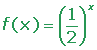 f(x) = (1/2)^x